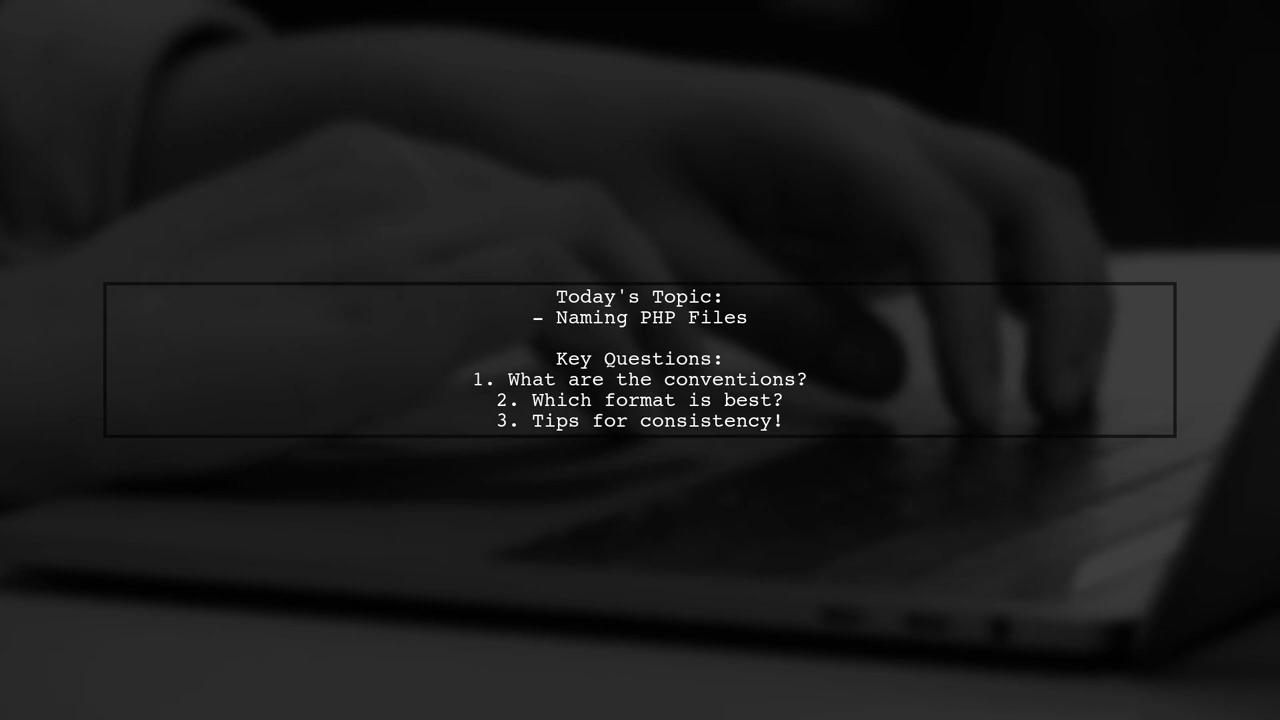 Today's Topic:
– Naming PHP Files
Key Questions:
1. What are the conventions?
2. Which format is best?
3. Tips for consistency!